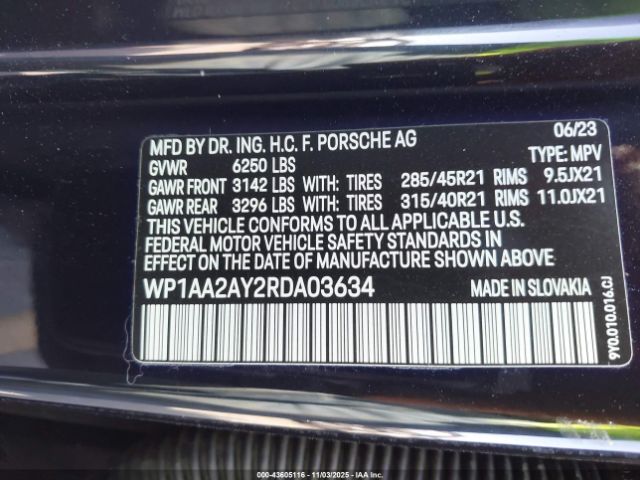 MFD BY DR. ING. H.C. F. PORSCHE AG 06/23
GVWR 6250 LBS TYPE: MPV
GAWR FRONT 3142 LBS WITH: TIRES 285/45R21 RIMS 9.5JX21
GAWR REAR 3296 LBS WITH: TIRES 315/40R21 RIMS 11.0JX21
THIS VEHICLE CONFORMS TO ALL APPLICABLE U.S.
FEDERAL MOTOR VEHICLE SAFETY STANDARDS IN
EFFECT ON THE DATE OF MANUFACTURE SHOWN ABOVE
WP1AA2AY2RDA03634 MADE IN SLOVAKIA
9Y0.010.016.CJ
000-43605116 - 11/03/2025 - IAA Inc.